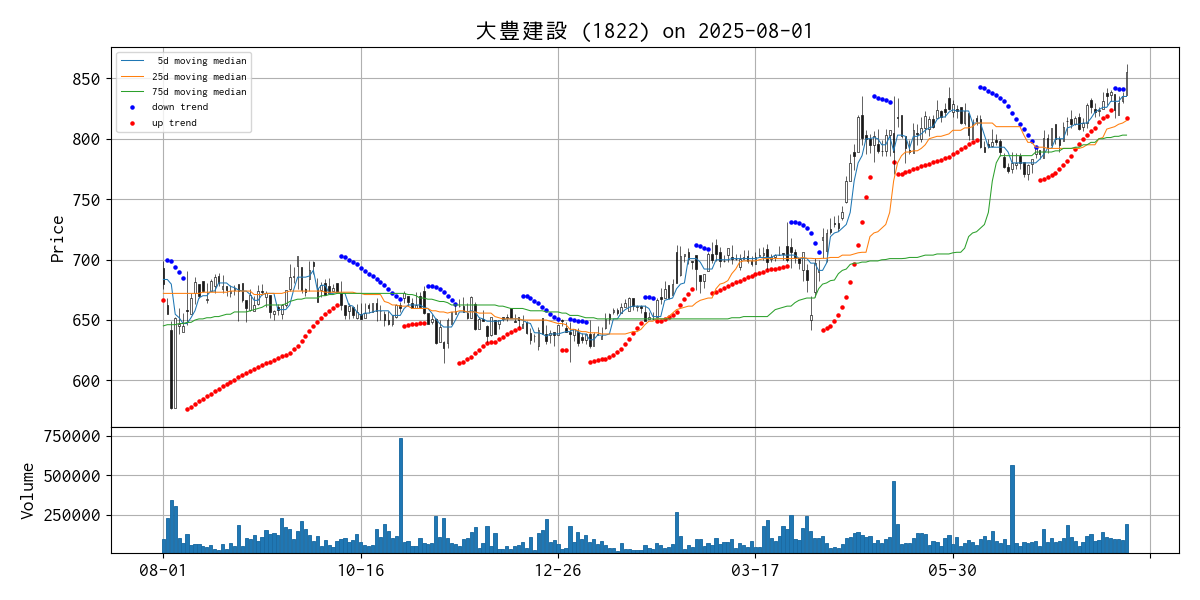 大豊建設 (1822) on 2025-08-01
5d moving median
25d moving median
75d moving median
down trend
up trend
Price
850
800
750
700
650
600
Volume
750000
500000
250000
08-01
10-16
12-26
03-17
05-30